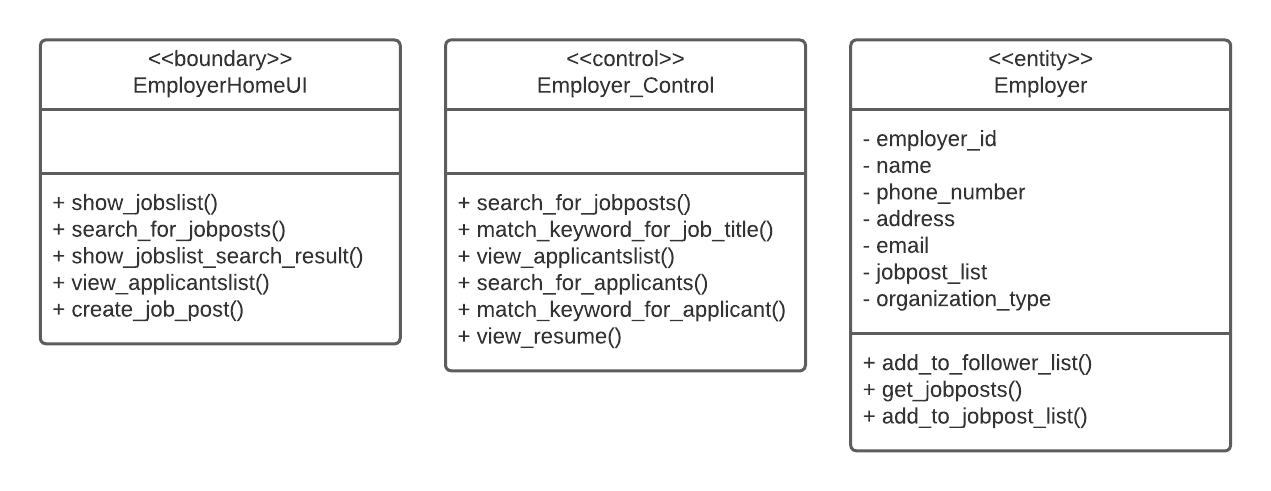 <<boundary>>
EmployerHomeUI
+ show_jobslist()
+ search_for_jobposts()
+ show_jobslist_search_result()
+ view_applicantslist()
+ create_job_post()
<<control>>
Employer_Control
+ search_for_jobposts()
+ match_keyword_for_job_title()
+ view_applicantslist()
+ search_for_applicants()
+ match_keyword_for_applicant()
+ view_resume()
<<entity>>
Employer
- employer_id
- name
- phone_number
- address
- email
- jobpost_list
- organization_type
+ add_to_follower_list()
+ get_jobposts()
+ add_to_jobpost_list()